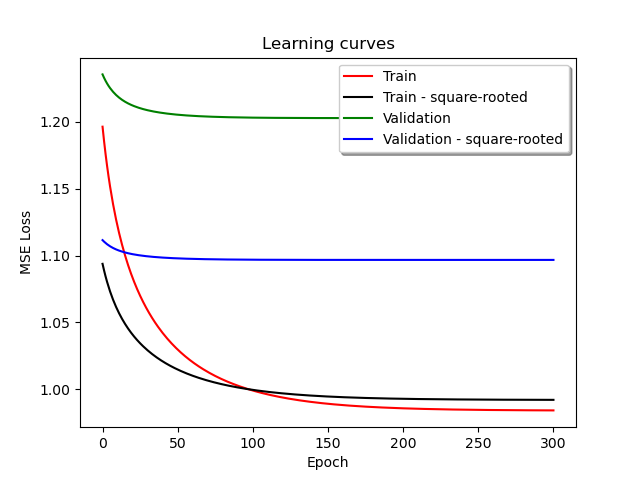 Learning curves
Train
Train - square-rooted
Validation
Validation - square-rooted
MSE Loss
1.20
1.15
1.10
1.05
1.00
0 50 100 150 200 250 300
Epoch